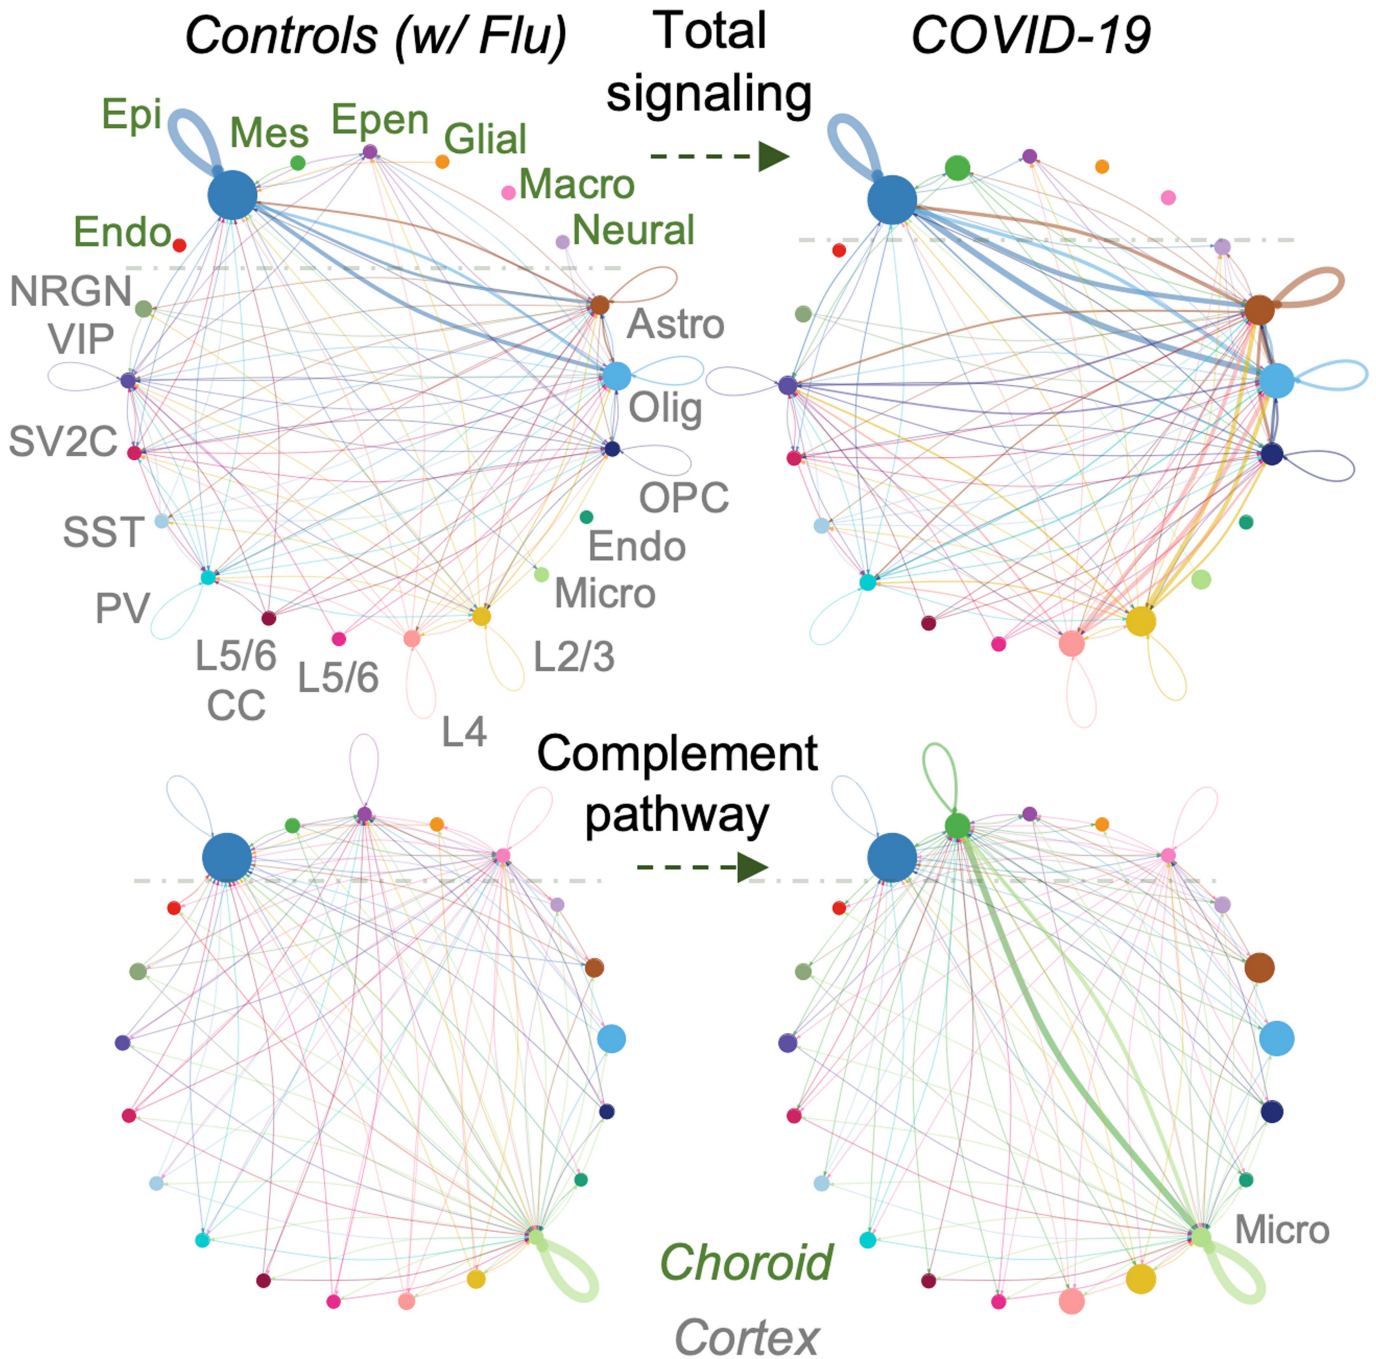 Controls (w/ Flu)
Total
signaling
COVID-19
Epi
Mes
Epen
Glial
Macro
Neural
Endo
NRGN
VIP
SV2C
SST
PV
L5/6
CC
L5/6
L4
L2/3
Micro
Endo
OPC
Olig
Astro
Complement
pathway
Micro
Choroid
Cortex